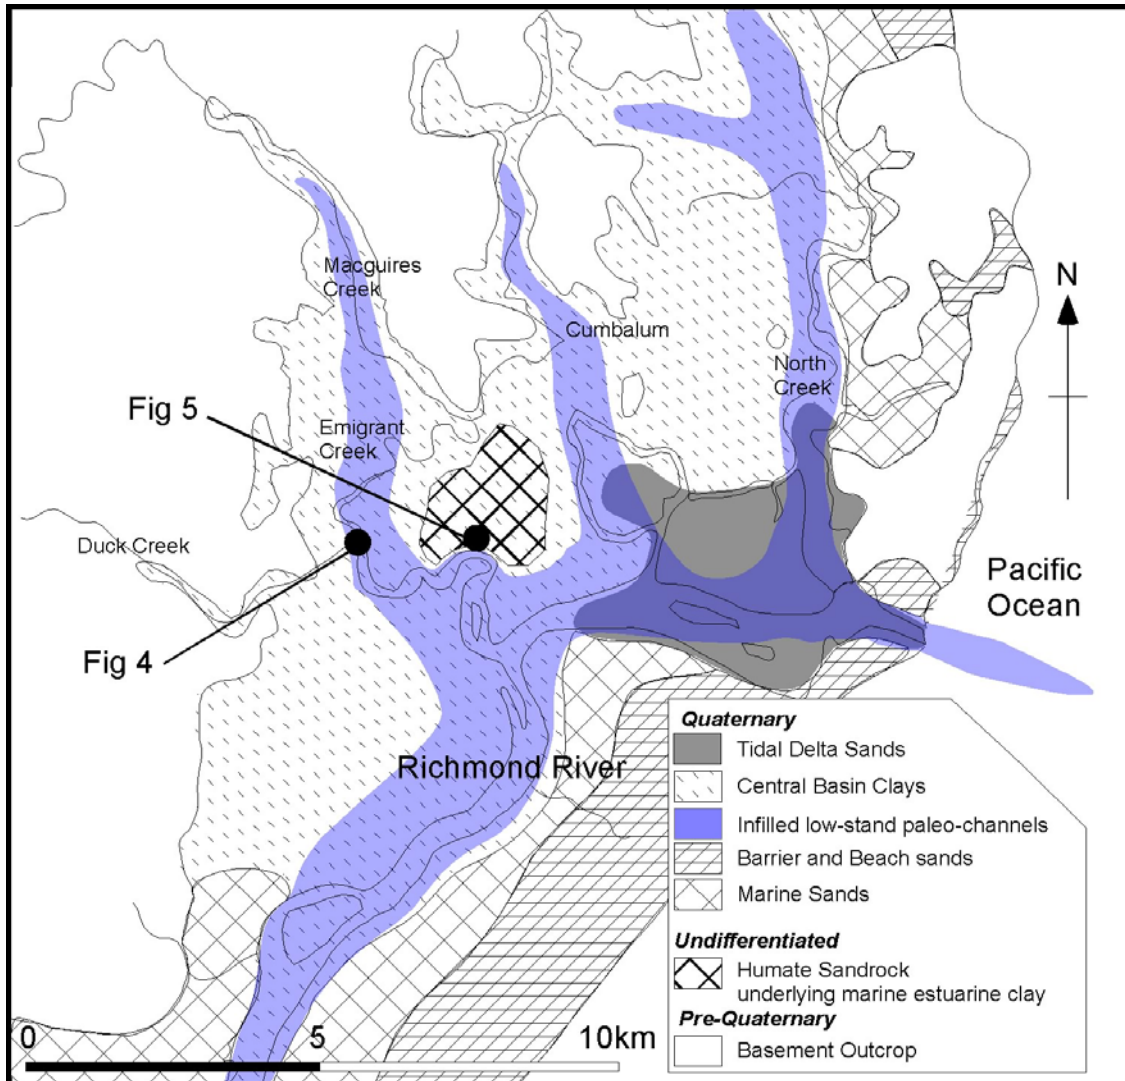 Macguires
Creek
Cumbalum
N
North
Creek
Fig 5
Emigrant
Creek
Duck Creek
Pacific
Ocean
Fig 4
Richmond River
Quaternary
Tidal Delta Sands
Central Basin Clays
Infilled low-stand paleo-channels
Barrier and Beach sands
Marine Sands
Undifferentiated
Humate Sandrock
underlying marine estuarine clay
Pre-Quaternary
Basement Outcrop
0 5 10km